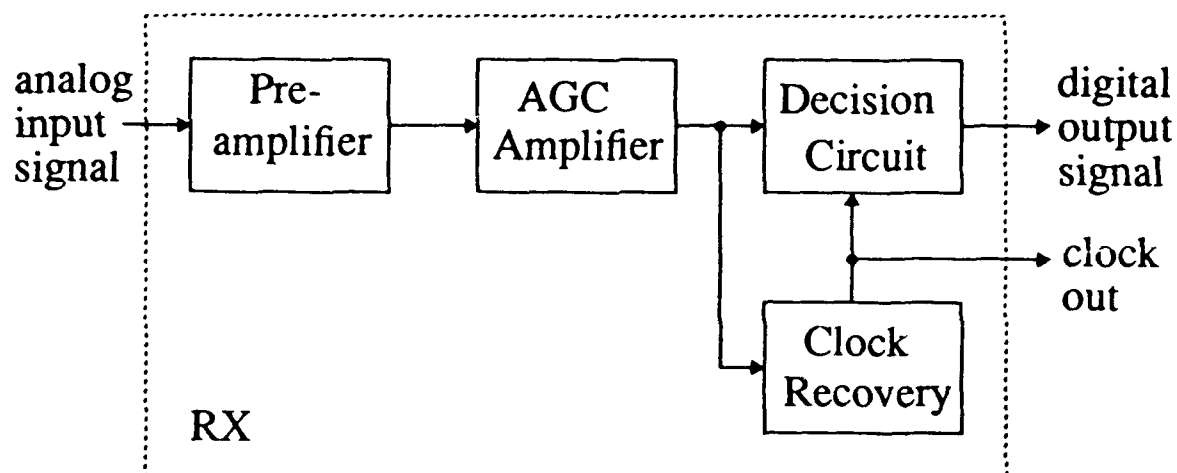 analog
input
signal
Pre-
amplifier
AGC
Amplifier
Decision
Circuit
digital
output
signal
clock
out
Clock
Recovery
RX